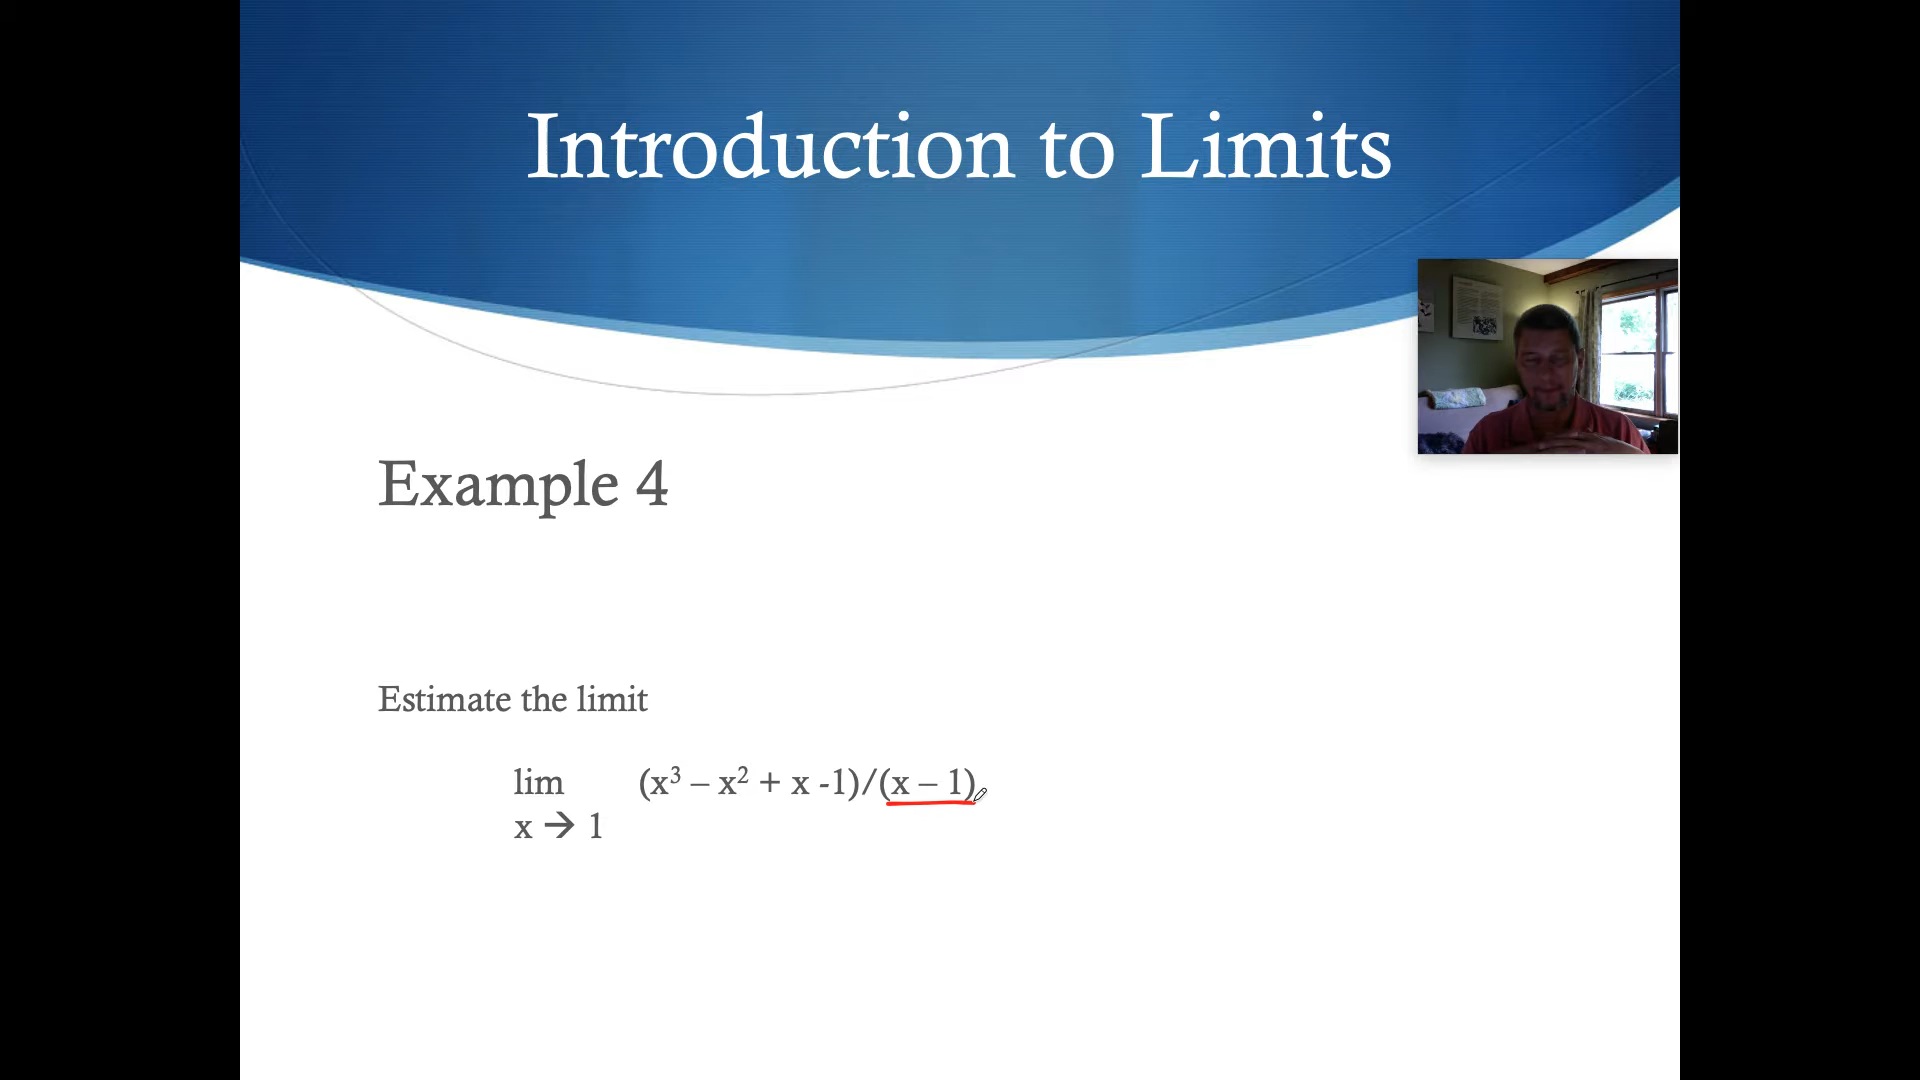 Introduction to Limits
Example 4
Estimate the limit
lim (x³ – x² + x -1)/(x – 1)
x → 1